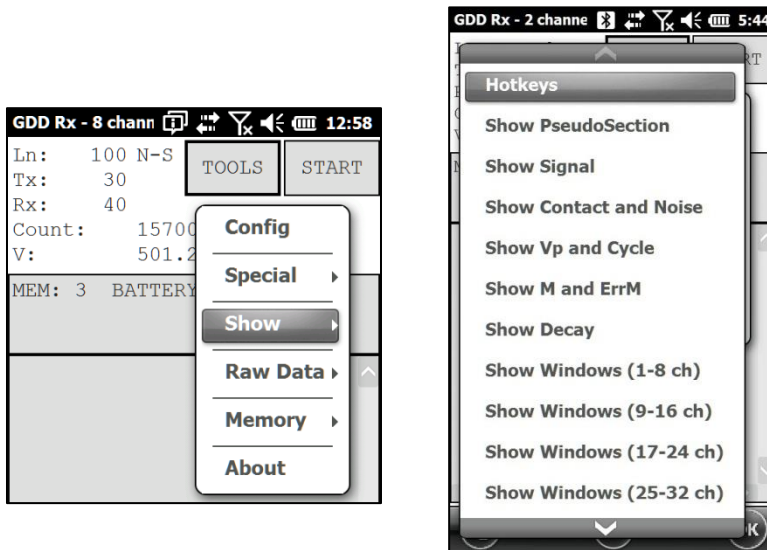 GDD Rx - 8 chann 12:58
Ln: 100 N-S
Tx: 30
Rx: 40
Count: 15700
V: 501.2
TOOLS
START
MEM: 3 BATTERY
Config
Special
Show
Raw Data
Memory
About
GDD Rx - 2 channe 5:44
Hotkeys
Show PseudoSection
Show Signal
Show Contact and Noise
Show Vp and Cycle
Show M and ErrM
Show Decay
Show Windows (1-8 ch)
Show Windows (9-16 ch)
Show Windows (17-24 ch)
Show Windows (25-32 ch)